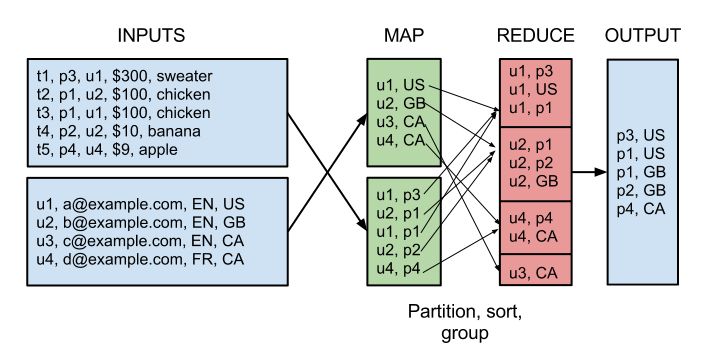 INPUTS
MAP
REDUCE
OUTPUT
t1, p3, u1, $300, sweater
t2, p1, u2, $100, chicken
t3, p1, u1, $100, chicken
t4, p2, u2, $10, banana
t5, p4, u4, $9, apple
u1, a@example.com, EN, US
u2, b@example.com, EN, GB
u3, c@example.com, EN, CA
u4, d@example.com, FR, CA
u1, US
u2, GB
u3, CA
u4, CA
u1, p3
u2, p1
u1, p1
u2, p2
u4, p4
u1, p3
u1, US
u1, p1
u2, p1
u2, p2
u2, GB
u4, p4
u4, CA
u3, CA
p3, US
p1, US
p1, GB
p2, GB
p4, CA
Partition, sort,
group